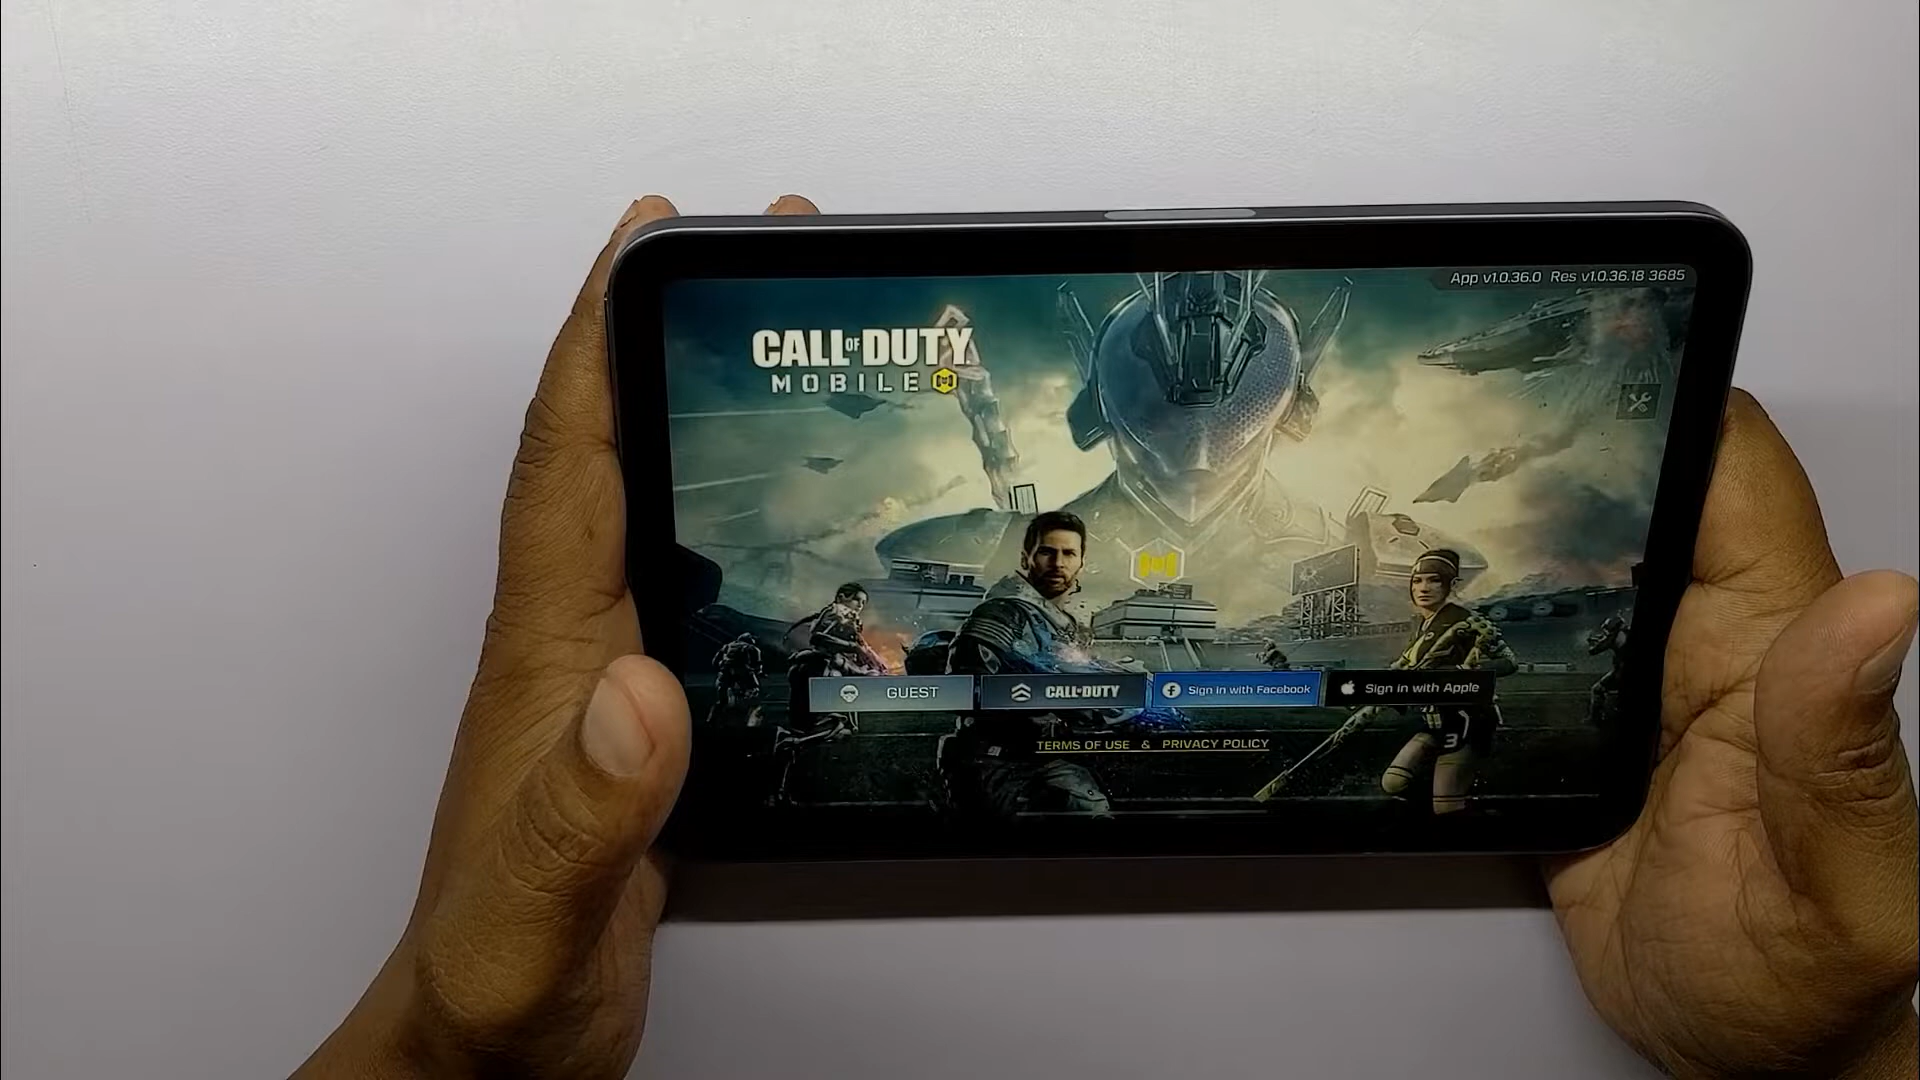 App v1.0.36.0 Res v1.0.36.18 3685
CALL OF DUTY
MOBILE
GUEST
CALL OF DUTY
Sign in with Facebook
Sign in with Apple
TERMS OF USE & PRIVACY POLICY
3